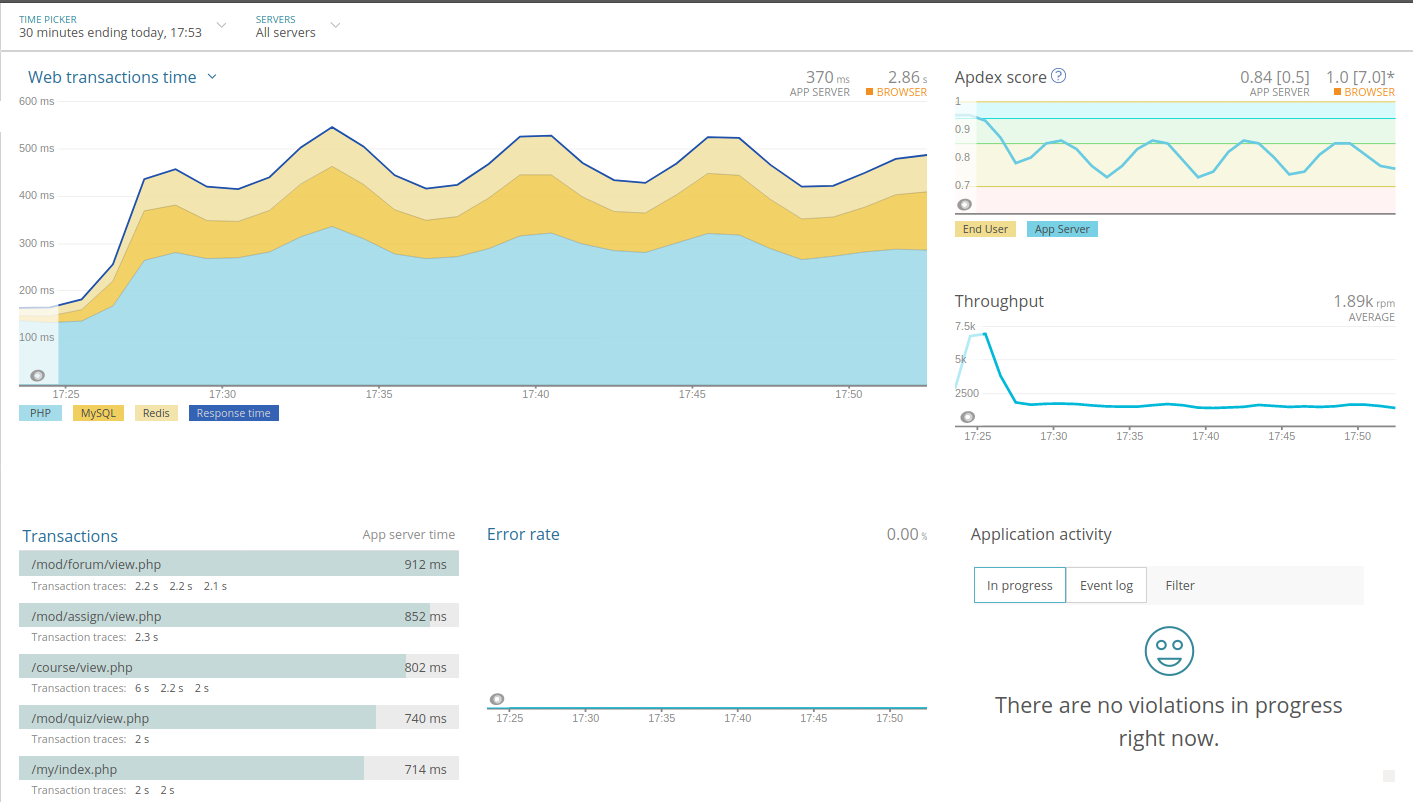 TIME PICKER
30 minutes ending today, 17:53
SERVERS
All servers
Web transactions time
370 ms
APP SERVER
2.86 s
BROWSER
600 ms
500 ms
400 ms
300 ms
200 ms
100 ms
17:25 17:30 17:35 17:40 17:45 17:50
PHP MySQL Redis Response time
Apdex score ?
0.84 [0.5]
APP SERVER
1.0 [7.0]*
BROWSER
1
0.9
0.8
0.7
End User App Server
Throughput
1.89k rpm
AVERAGE
7.5k
5k
2500
17:25 17:30 17:35 17:40 17:45 17:50
Transactions App server time
/mod/forum/view.php 912 ms
Transaction traces: 2.2 s 2.2 s 2.1 s
/mod/assign/view.php 852 ms
Transaction traces: 2.3 s
/course/view.php 802 ms
Transaction traces: 6 s 2.2 s 2 s
/mod/quiz/view.php 740 ms
Transaction traces: 2 s
/my/index.php 714 ms
Transaction traces: 2 s 2 s
Error rate 0.00 %
17:25 17:30 17:35 17:40 17:45 17:50
Application activity
In progress Event log Filter
There are no violations in progress
right now.